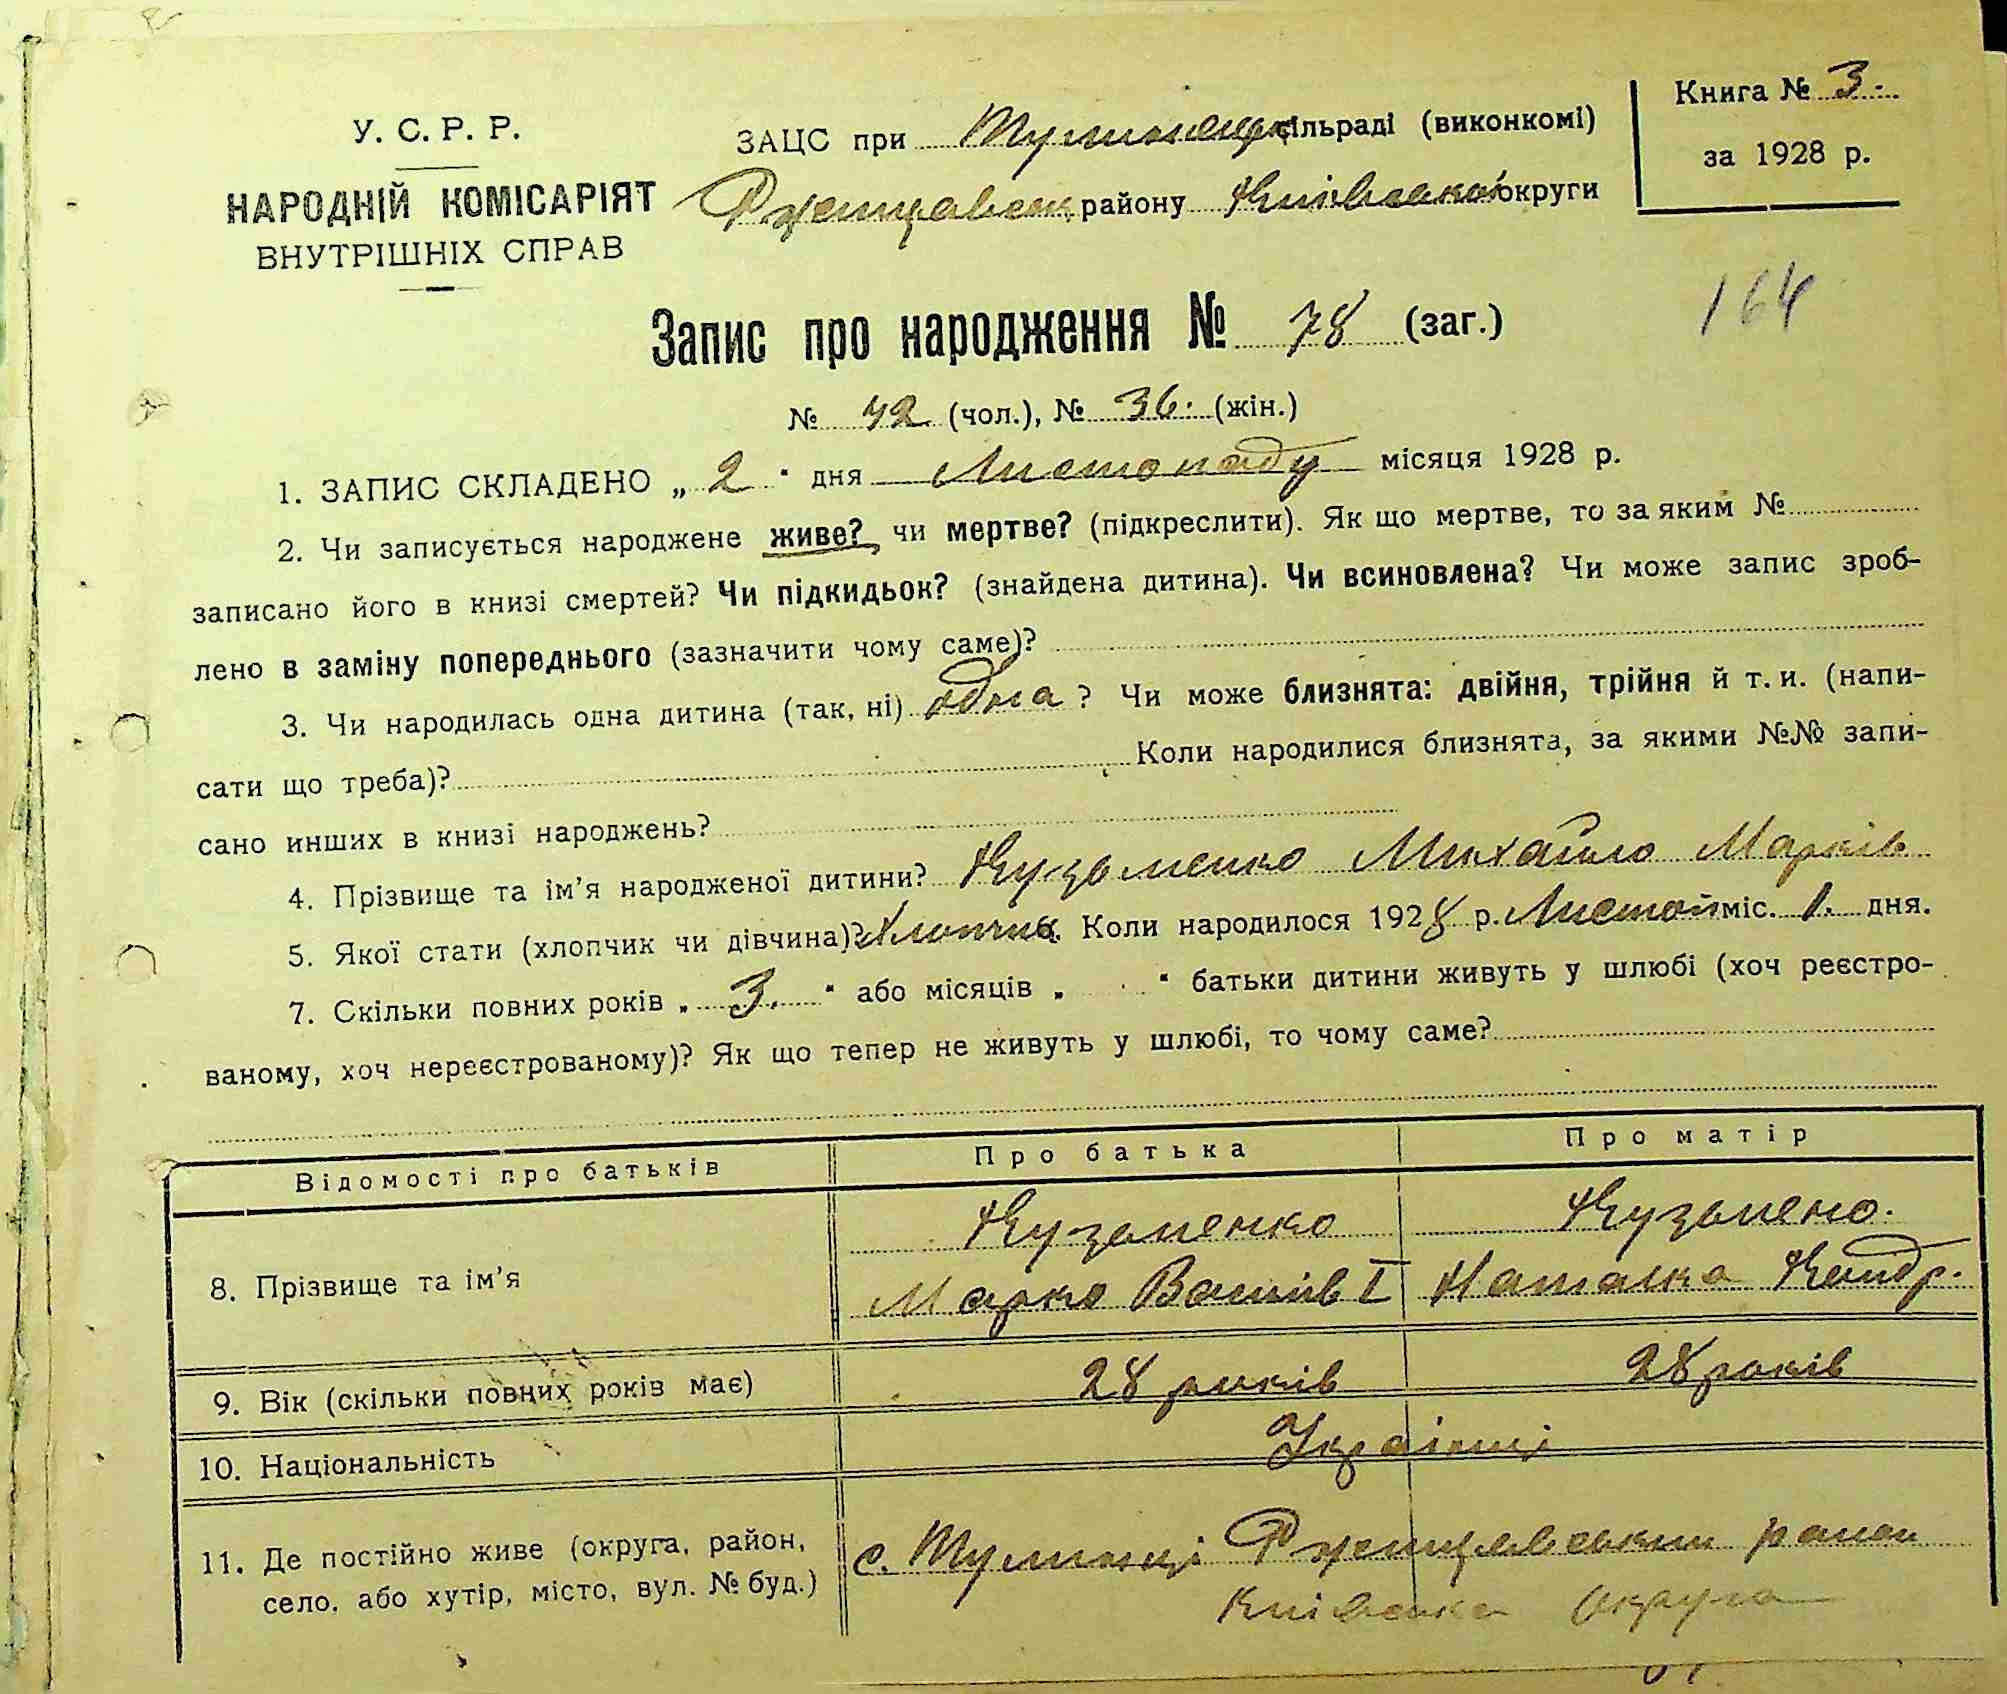 У. С. Р. Р.
НАРОДНІЙ КОМІСАРІЯТ
ВНУТРІШНІХ СПРАВ
ЗАЦС при Тулинецк сільраді (виконкомі)
Ржищівськ району Київської округи
Книга № 3.
за 1928 р.
164
Запис про народження № 78 (заг.)
№ 42 (чол.), № 36. (жін.)
1. ЗАПИС СКЛАДЕНО „ 2 " дня Листопаду місяця 1928 р.
2. Чи записується народжене живе? чи мертве? (підкреслити). Як що мертве, то за яким №
записано його в книзі смертей? Чи підкидьок? (знайдена дитина). Чи всиновлена? Чи може запис зроб-
лено в заміну попереднього (зазначити чому саме)?
3. Чи народилась одна дитина (так, ні) одна ? Чи може близнята: двійня, трійня й т. и. (напи-
сати що треба)? Коли народилися близнята, за якими №№ запи-
сано инших в книзі народжень?
4. Прізвище та ім'я народженої дитини? Кузьменко Михайло Марків
5. Якої стати (хлопчик чи дівчина)? Хлопчик Коли народилося 1928 р. Листоп міс. 1. дня.
7. Скільки повних років „ 3. " або місяців „ " батьки дитини живуть у шлюбі (хоч реєстро-
ваному, хоч нереєстрованому)? Як що тепер не живуть у шлюбі, то чому саме?
Відомості про батьків
Про батька
Про матір
8. Прізвище та ім'я
Кузьменко
Марко Василів I
Кузьмено.
Наталка Кондр.
9. Вік (скільки повних років має)
28 років
28 років
10. Національність
Українці
11. Де постійно живе (округа, район,
село, або хутір, місто, вул. № буд.)
с. Тулинці Ржищевський район
Київська округа